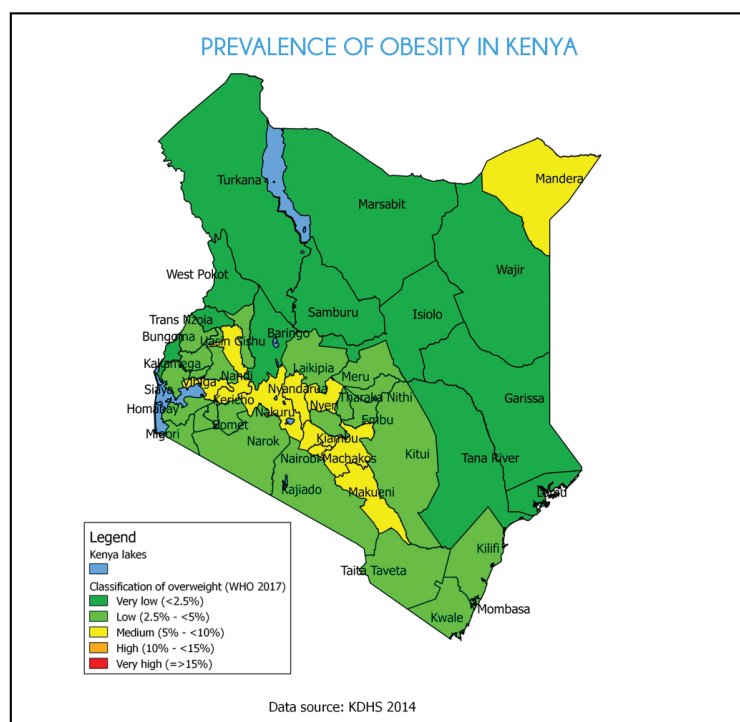 PREVALENCE OF OBESITY IN KENYA
Mandera
Turkana
Marsabit
Wajir
West Pokot
Samburu
Isiolo
Trans Nzoia
Baringo
Bungoma
Uasin Gishu
Kakamega
Nandi
Laikipia
Meru
Siaya
Vihiga
Nyandarua
Nyeri
Tharaka Nithi
Garissa
Kericho
Homabay
Nakuru
Embu
Bomet
Migori
Narok
Kiambu
Kitui
Tana River
Nairobi
Machakos
Kajiado
Makueni
Lamu
Kilifi
Taita Taveta
Mombasa
Kwale
Legend
Kenya lakes
Classification of overweight (WHO 2017)
Very low (<2.5%)
Low (2.5% - <5%)
Medium (5% - <10%)
High (10% - <15%)
Very high (=>15%)
Data source: KDHS 2014